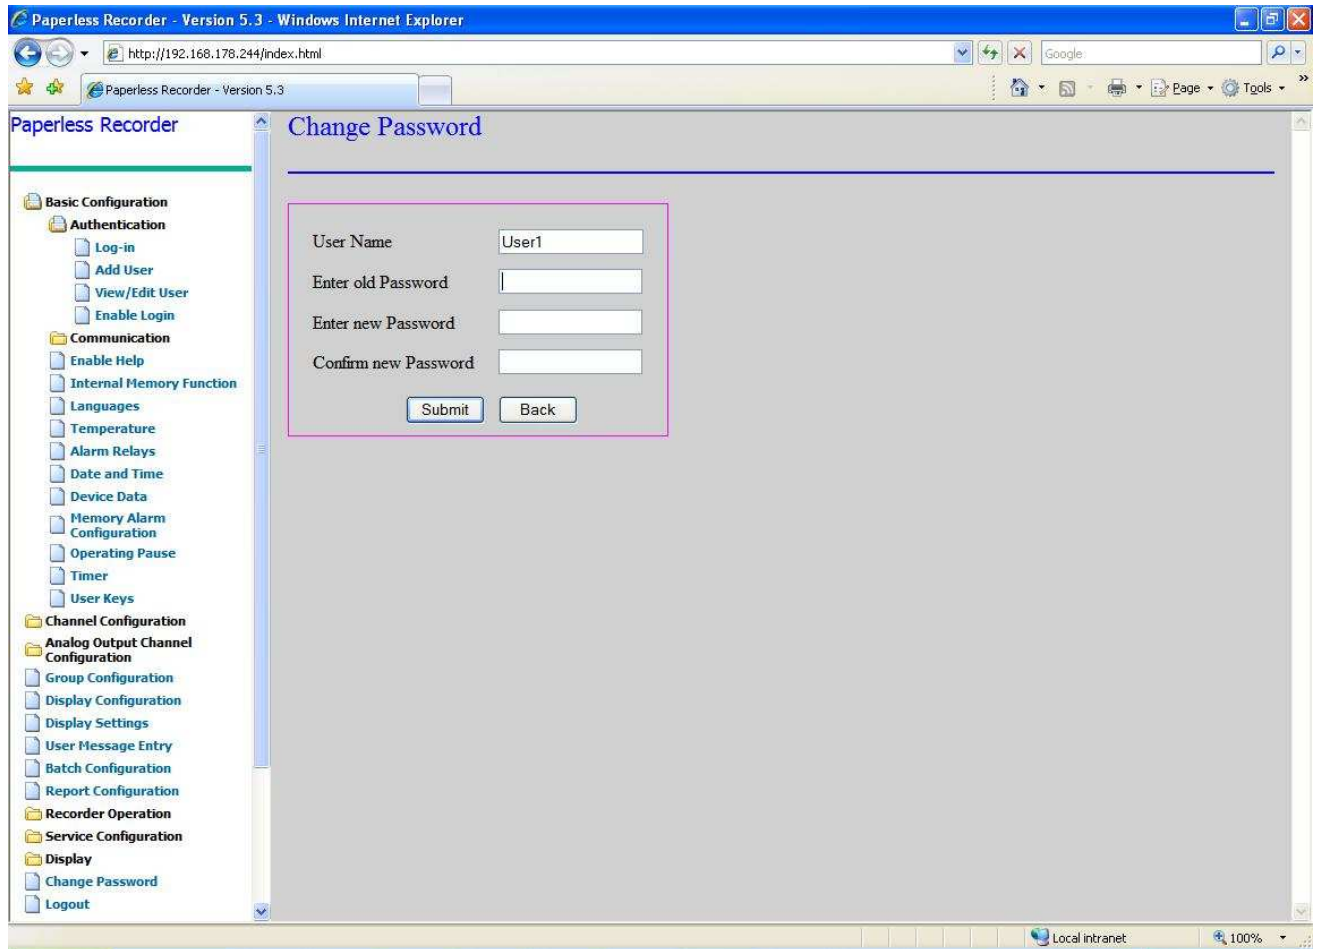 Paperless Recorder - Version 5.3 - Windows Internet Explorer
http://192.168.178.244/index.html
Google
Paperless Recorder - Version 5.3
Page
Tools
»
Paperless Recorder
Basic Configuration
Authentication
Log-in
Add User
View/Edit User
Enable Login
Communication
Enable Help
Internal Memory Function
Languages
Temperature
Alarm Relays
Date and Time
Device Data
Memory Alarm
Configuration
Operating Pause
Timer
User Keys
Channel Configuration
Analog Output Channel
Configuration
Group Configuration
Display Configuration
Display Settings
User Message Entry
Batch Configuration
Report Configuration
Recorder Operation
Service Configuration
Display
Change Password
Logout
Change Password
User Name
User1
Enter old Password
Enter new Password
Confirm new Password
Submit
Back
Local intranet
100%